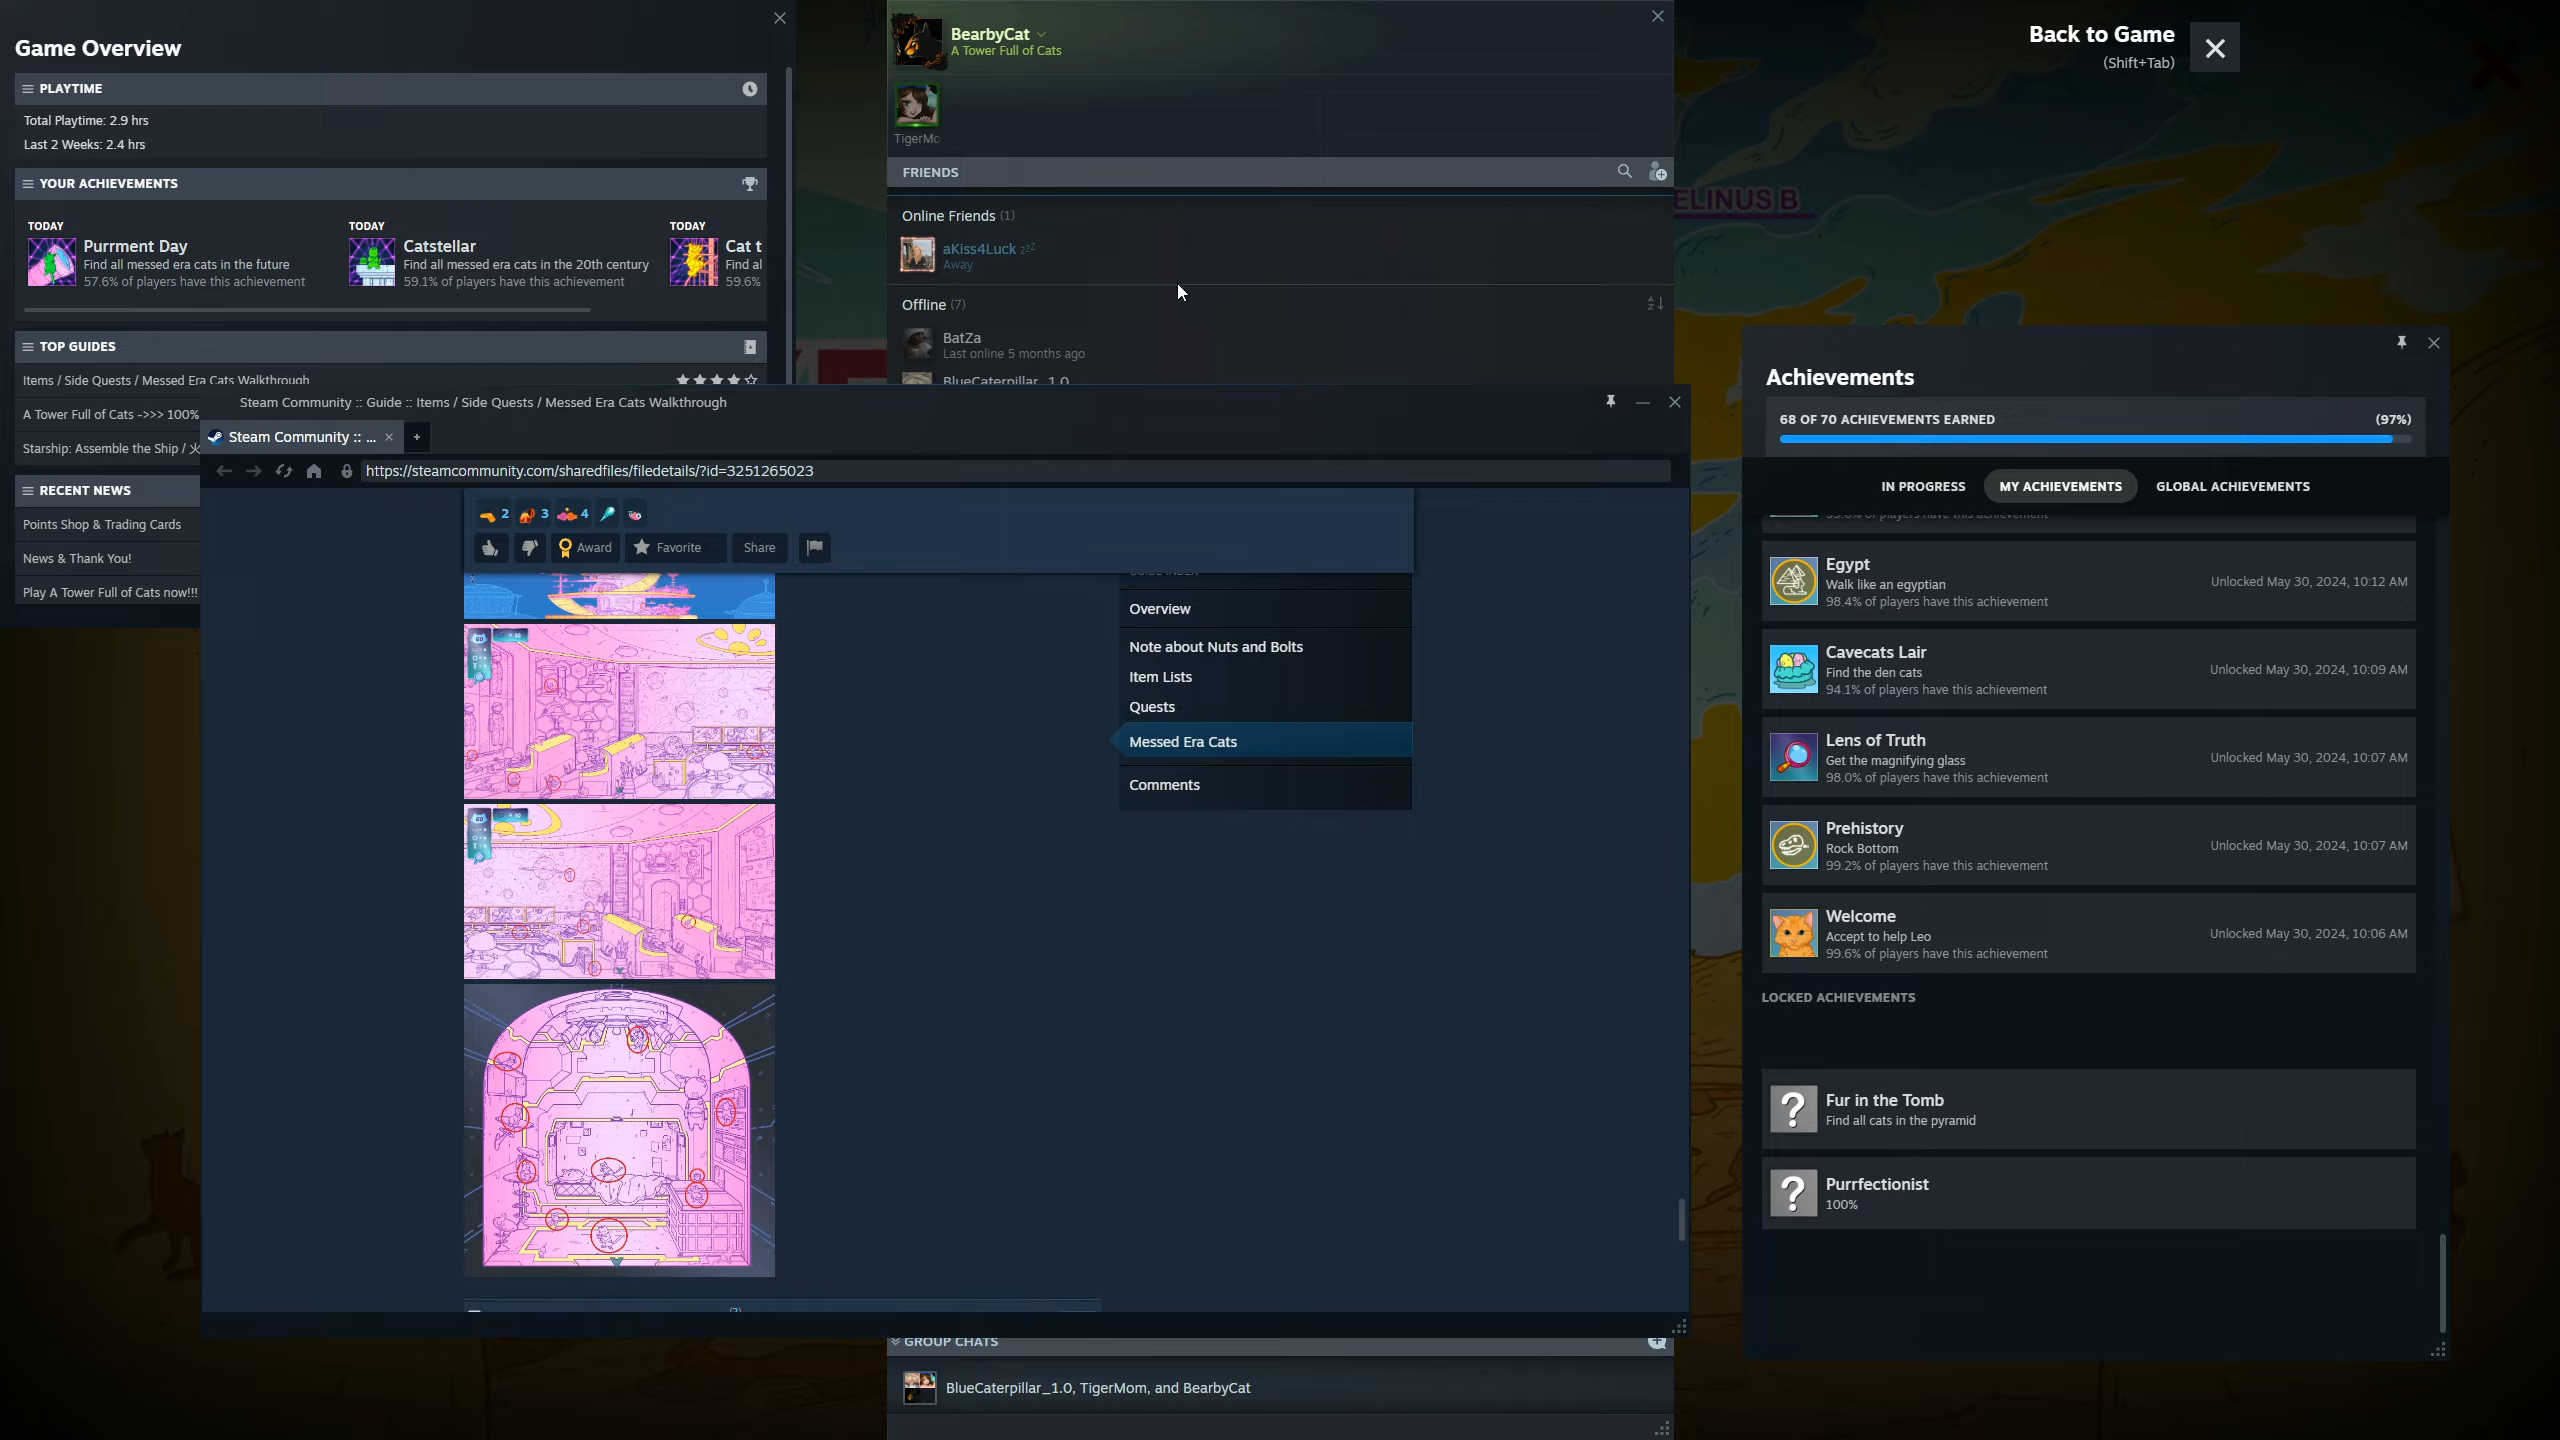 Game Overview
PLAYTIME
Total Playtime: 2.9 hrs
Last 2 Weeks: 2.4 hrs
YOUR ACHIEVEMENTS
TODAY
Purrment Day
Find all messed era cats in the future
57.6% of players have this achievement
TODAY
Catstellar
Find all messed era cats in the 20th century
59.1% of players have this achievement
TODAY
Cat t
Find al
59.6%
TOP GUIDES
Items / Side Quests / Messed Era Cats Walkthrough
A Tower Full of Cats ->>> 100%
Starship: Assemble the Ship / 火
RECENT NEWS
Points Shop & Trading Cards
News & Thank You!
Play A Tower Full of Cats now!!!
BearbyCat
A Tower Full of Cats
TigerMo
FRIENDS
Online Friends (1)
aKiss4Luck zzZ
Away
Offline (7)
BatZa
Last online 5 months ago
BlueCaterpillar_1.0
Back to Game
(Shift+Tab)
ELINUS B
Steam Community :: Guide :: Items / Side Quests / Messed Era Cats Walkthrough
Steam Community :: ...
https://steamcommunity.com/sharedfiles/filedetails/?id=3251265023
2 3 4
Award
Favorite
Share
GUIDE INDEX
Overview
Note about Nuts and Bolts
Item Lists
Quests
Messed Era Cats
Comments
GROUP CHATS
BlueCaterpillar_1.0, TigerMom, and BearbyCat
Achievements
68 OF 70 ACHIEVEMENTS EARNED (97%)
IN PROGRESS
MY ACHIEVEMENTS
GLOBAL ACHIEVEMENTS
of players have this achievement
Egypt
Walk like an egyptian
98.4% of players have this achievement
Unlocked May 30, 2024, 10:12 AM
Cavecats Lair
Find the den cats
94.1% of players have this achievement
Unlocked May 30, 2024, 10:09 AM
Lens of Truth
Get the magnifying glass
98.0% of players have this achievement
Unlocked May 30, 2024, 10:07 AM
Prehistory
Rock Bottom
99.2% of players have this achievement
Unlocked May 30, 2024, 10:07 AM
Welcome
Accept to help Leo
99.6% of players have this achievement
Unlocked May 30, 2024, 10:06 AM
LOCKED ACHIEVEMENTS
Fur in the Tomb
Find all cats in the pyramid
Purrfectionist
100%